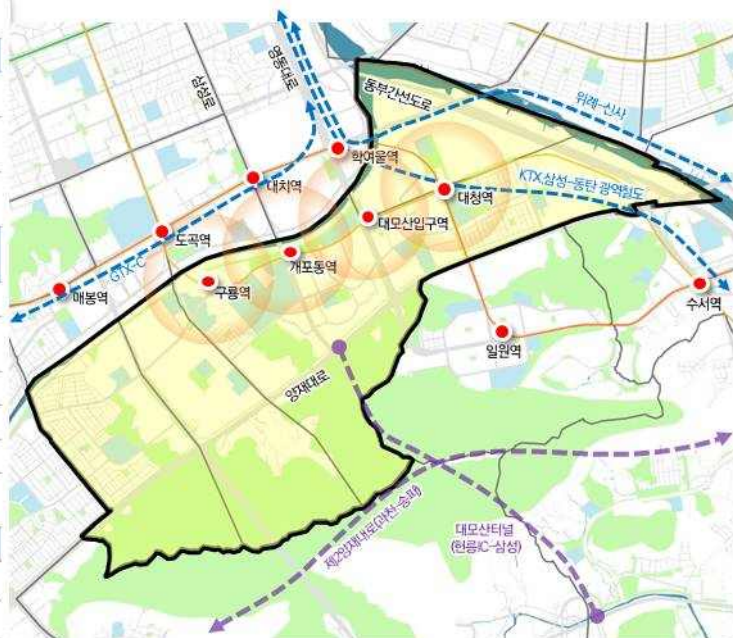 영동대로
삼성로
동부간선도로
위례-신사
학여울역
대치역
KTX,삼성-동탄 광역철도
대청역
대모산입구역
도곡역
개포동역
GTX-C
구룡역
매봉역
수서역
일원역
양재대로
제2양재대로(과천-송파)
대모산터널
(헌릉IC-삼성)